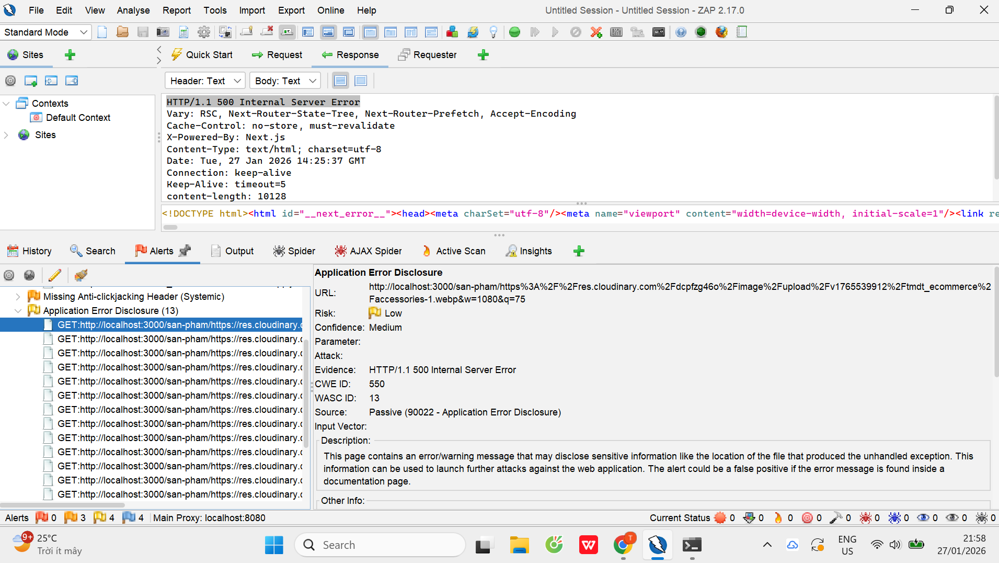 File Edit View Analyse Report Tools Import Export Online Help
Untitled Session - Untitled Session - ZAP 2.17.0
Standard Mode
Sites
Quick Start
Request
Response
Requester
Header: Text
Body: Text
Contexts
Default Context
Sites
HTTP/1.1 500 Internal Server Error
Vary: RSC, Next-Router-State-Tree, Next-Router-Prefetch, Accept-Encoding
Cache-Control: no-store, must-revalidate
X-Powered-By: Next.js
Content-Type: text/html; charset=utf-8
Date: Tue, 27 Jan 2026 14:25:37 GMT
Connection: keep-alive
Keep-Alive: timeout=5
content-length: 10128
<!DOCTYPE html><html id="__next_error__"><head><meta charSet="utf-8"/><meta name="viewport" content="width=device-width, initial-scale=1"/><link re
History
Search
Alerts
Output
Spider
AJAX Spider
Active Scan
Insights
Missing Anti-clickjacking Header (Systemic)
Application Error Disclosure (13)
GET:http://localhost:3000/san-pham/https://res.cloudinary.c
GET:http://localhost:3000/san-pham/https://res.cloudinary.c
GET:http://localhost:3000/san-pham/https://res.cloudinary.c
GET:http://localhost:3000/san-pham/https://res.cloudinary.c
GET:http://localhost:3000/san-pham/https://res.cloudinary.c
GET:http://localhost:3000/san-pham/https://res.cloudinary.c
GET:http://localhost:3000/san-pham/https://res.cloudinary.c
GET:http://localhost:3000/san-pham/https://res.cloudinary.c
GET:http://localhost:3000/san-pham/https://res.cloudinary.c
GET:http://localhost:3000/san-pham/https://res.cloudinary.c
GET:http://localhost:3000/san-pham/https://res.cloudinary.c
GET:http://localhost:3000/san-pham/https://res.cloudinary.c
GET:http://localhost:3000/san-pham/https://res.cloudinary.c
Application Error Disclosure
URL: http://localhost:3000/san-pham/https%3A%2F%2Fres.cloudinary.com%2Fdcpfzg46o%2Fimage%2Fupload%2Fv1765539912%2Ftmdt_ecommerce%2
Faccessories-1.webp&w=1080&q=75
Risk: Low
Confidence: Medium
Parameter:
Attack:
Evidence: HTTP/1.1 500 Internal Server Error
CWE ID: 550
WASC ID: 13
Source: Passive (90022 - Application Error Disclosure)
Input Vector:
Description:
This page contains an error/warning message that may disclose sensitive information like the location of the file that produced the unhandled exception. This
information can be used to launch further attacks against the web application. The alert could be a false positive if the error message is found inside a
documentation page.
Other Info:
Alerts 0 3 4 4 Main Proxy: localhost:8080
Current Status 0 0 0 0 0 0 0 0 0 0
9+
25°C
Trời ít mây
Search
T
W
ENG
US
21:58
27/01/2026